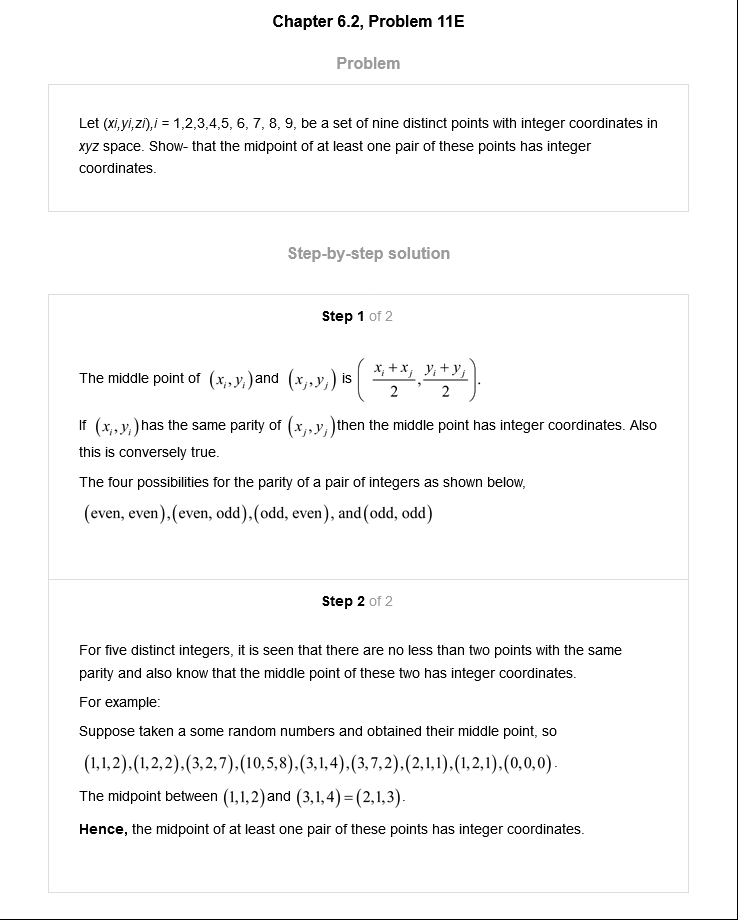 Chapter 6.2, Problem 11E
Problem
Let (xi,yi,zi),i = 1,2,3,4,5, 6, 7, 8, 9, be a set of nine distinct points with integer coordinates in
xyz space. Show- that the midpoint of at least one pair of these points has integer
coordinates.
Step-by-step solution
Step 1 of 2
The middle point of (x_i, y_i) and (x_j, y_j) is ( (x_i + x_j)/2 , (y_i + y_j)/2 ).
If (x_i, y_i) has the same parity of (x_j, y_j) then the middle point has integer coordinates. Also
this is conversely true.
The four possibilities for the parity of a pair of integers as shown below,
(even, even),(even, odd),(odd, even), and (odd, odd)
Step 2 of 2
For five distinct integers, it is seen that there are no less than two points with the same
parity and also know that the middle point of these two has integer coordinates.
For example:
Suppose taken a some random numbers and obtained their middle point, so
(1,1,2),(1,2,2),(3,2,7),(10,5,8),(3,1,4),(3,7,2),(2,1,1),(1,2,1),(0,0,0).
The midpoint between (1,1,2) and (3,1,4) = (2,1,3).
Hence, the midpoint of at least one pair of these points has integer coordinates.